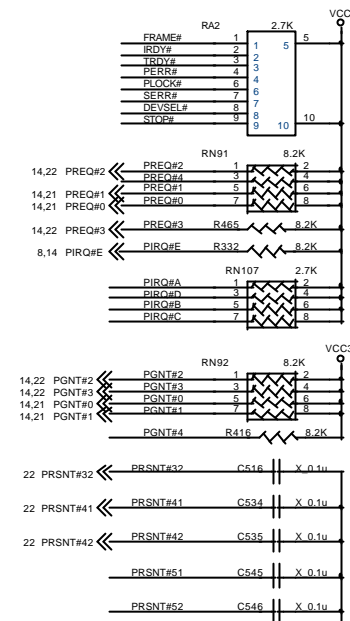 VCC
RA2 2.7K
FRAME# 1 1 5 5
IRDY# 2 2
TRDY# 3 3
PERR# 4 4
PLOCK# 6 6
SERR# 7 7
DEVSEL# 8 8
STOP# 9 9 10 10
RN91 8.2K
14,22 PREQ#2 PREQ#2 1 2
PREQ#4 3 4
14,21 PREQ#1 PREQ#1 5 6
14,21 PREQ#0 PREQ#0 7 8
14,22 PREQ#3 PREQ#3 R465 8.2K
8,14 PIRQ#E PIRQ#E R332 8.2K
RN107 2.7K
PIRQ#A 1 2
PIRQ#D 3 4
PIRQ#B 5 6
PIRQ#C 7 8
VCC3
RN92 8.2K
14,22 PGNT#2 PGNT#2 1 2
14,22 PGNT#3 PGNT#3 3 4
14,21 PGNT#0 PGNT#0 5 6
14,21 PGNT#1 PGNT#1 7 8
PGNT#4 R416 8.2K
22 PRSNT#32 PRSNT#32 C516 X_0.1u
22 PRSNT#41 PRSNT#41 C534 X_0.1u
22 PRSNT#42 PRSNT#42 C535 X_0.1u
PRSNT#51 C545 X_0.1u
PRSNT#52 C546 X_0.1u